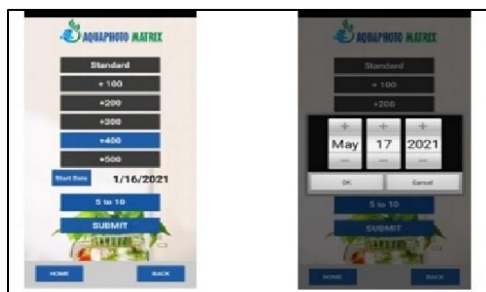 AQUAPHOTO MATRIX
Standard
+ 100
+200
+300
+400
+500
Start Date 1/16/2021
5 to 10
SUBMIT
HOME BACK
AQUAPHOTO MATRIX
Standard
+ 100
+200
+ + +
May 17 2021
- - -
OK Cancel
5 to 10
SUBMIT
HOME BACK